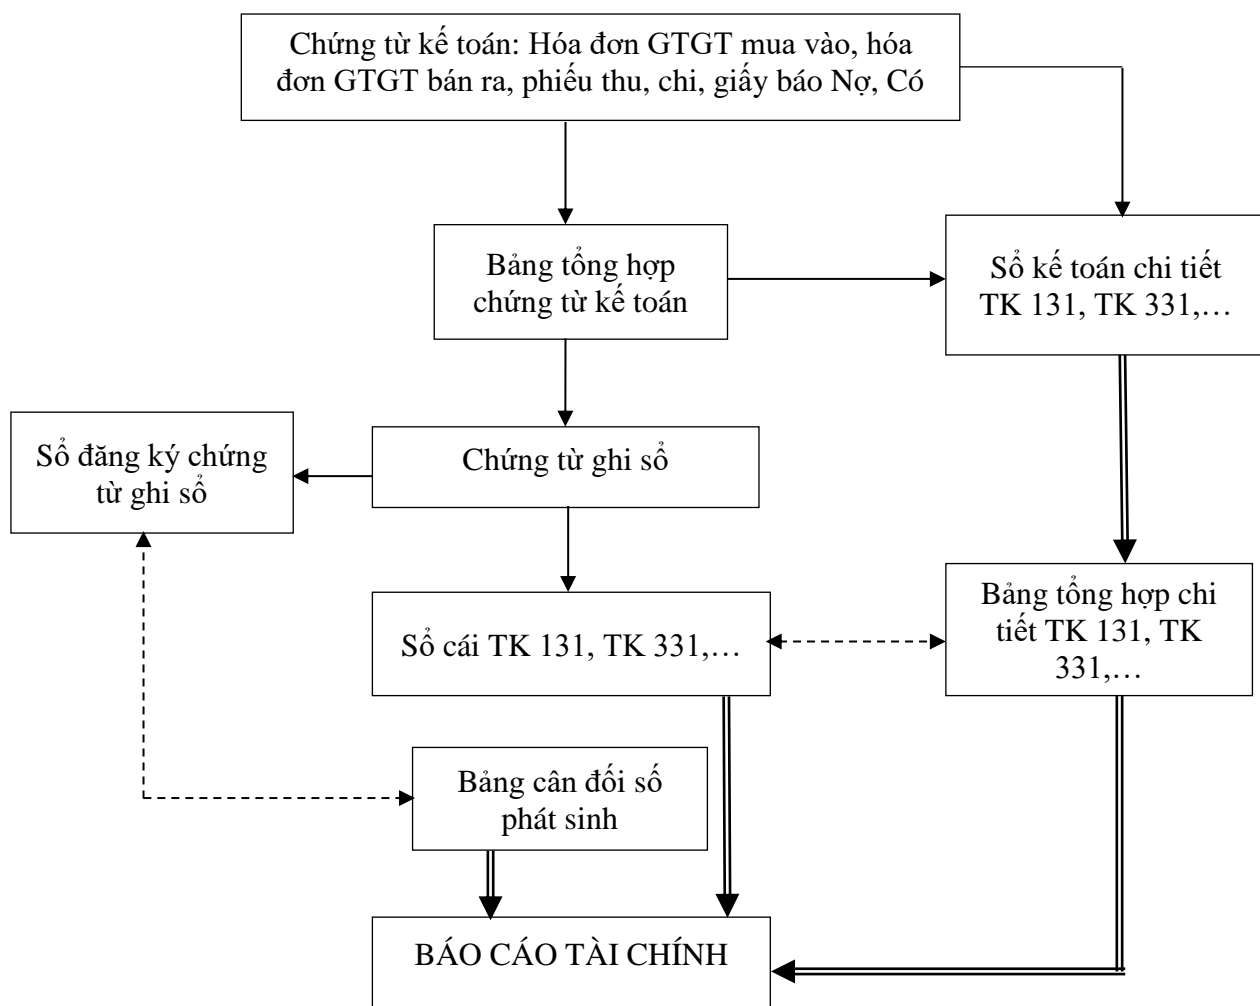 Chứng từ kế toán: Hóa đơn GTGT mua vào, hóa
đơn GTGT bán ra, phiếu thu, chi, giấy báo Nợ, Có
Bảng tổng hợp
chứng từ kế toán
Sổ kế toán chi tiết
TK 131, TK 331,…
Sổ đăng ký chứng
từ ghi sổ
Chứng từ ghi sổ
Sổ cái TK 131, TK 331,…
Bảng tổng hợp chi
tiết TK 131, TK
331,…
Bảng cân đối số
phát sinh
BÁO CÁO TÀI CHÍNH